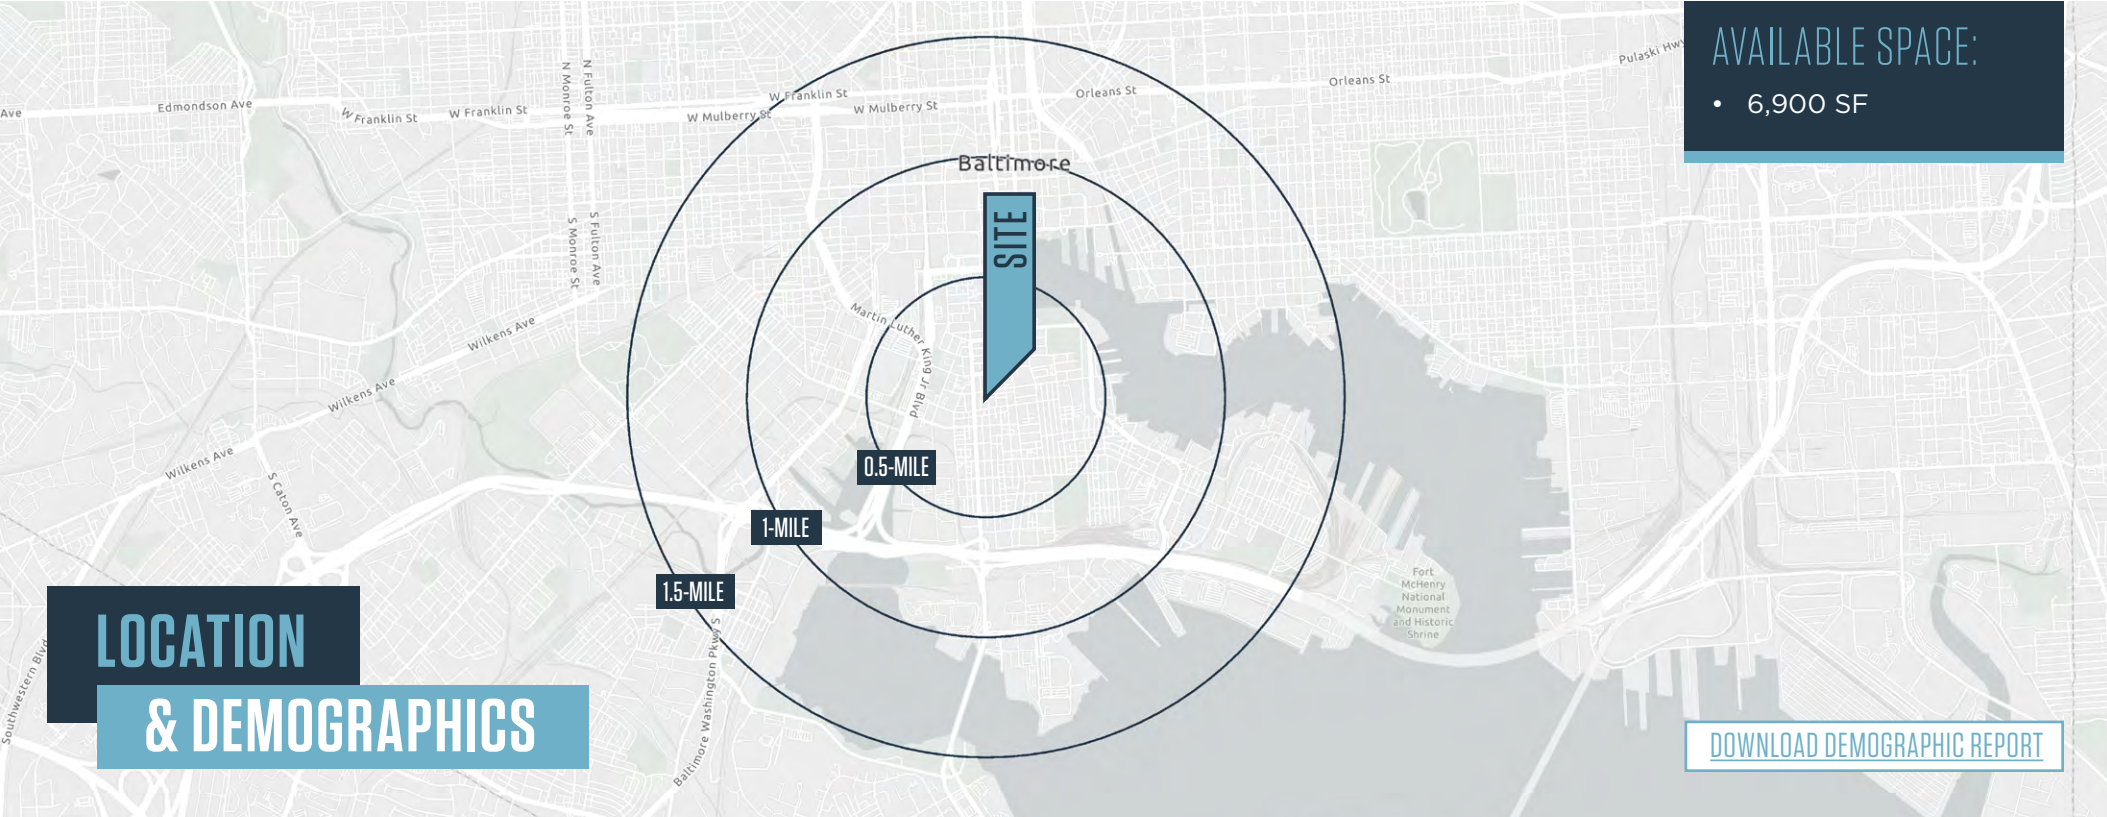 AVAILABLE SPACE:
• 6,900 SF
Pulaski Hwy
Orleans St
Orleans St
W Franklin St
W Mulberry St
W Mulberry St
N Monroe St
N Fulton Ave
W Franklin St
W Franklin St
Edmondson Ave
Ave
Baltimore
SITE
S Monroe St
S Fulton Ave
Martin Luther King Jr Blvd
Wilkens Ave
Wilkens Ave
Wilkens Ave
S Caton Ave
0.5-MILE
1-MILE
1.5-MILE
Fort
McHenry
National
Monument
and Historic
Shrine
Baltimore Washington Pkwy S
Southwestern Blvd
LOCATION
& DEMOGRAPHICS
DOWNLOAD DEMOGRAPHIC REPORT